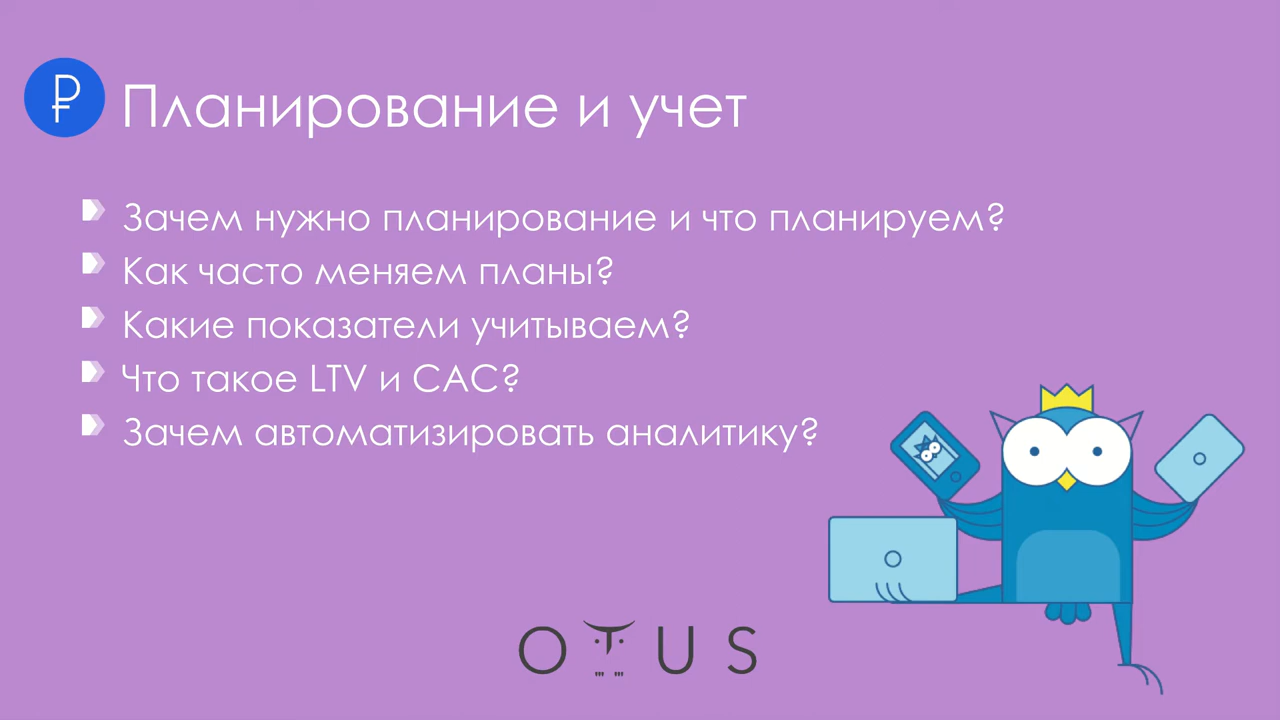 ₽ Планирование и учет
Зачем нужно планирование и что планируем?
Как часто меняем планы?
Какие показатели учитываем?
Что такое LTV и CAC?
Зачем автоматизировать аналитику?
OTUS